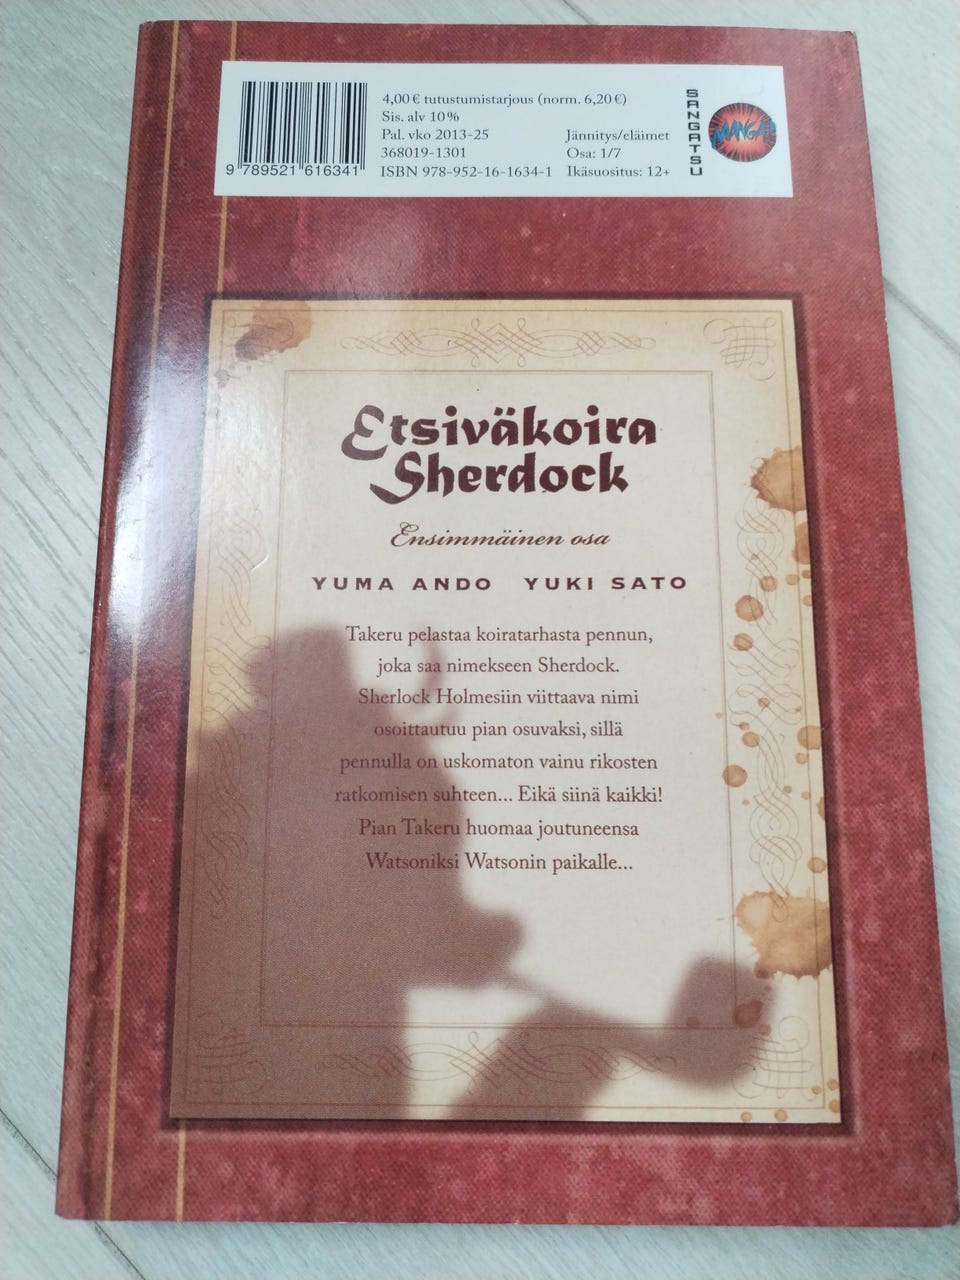 4,00 € tutustumistarjous (norm. 6,20 €)
Sis. alv 10 %
Pal. vko 2013-25
368019-1301
ISBN 978-952-16-1634-1
Jännitys/eläimet
Osa: 1/7
Ikäsuositus: 12+
9 789521 616341
SANGATSU
MANGA
Etsiväkoira
Sherdock
Ensimmäinen osa
YUMA ANDO YUKI SATO
Takeru pelastaa koiratarhasta pennun,
joka saa nimekseen Sherdock.
Sherlock Holmesiin viittaava nimi
osoittautuu pian osuvaksi, sillä
pennulla on uskomaton vainu rikosten
ratkomisen suhteen... Eikä siinä kaikki!
Pian Takeru huomaa joutuneensa
Watsoniksi Watsonin paikalle...